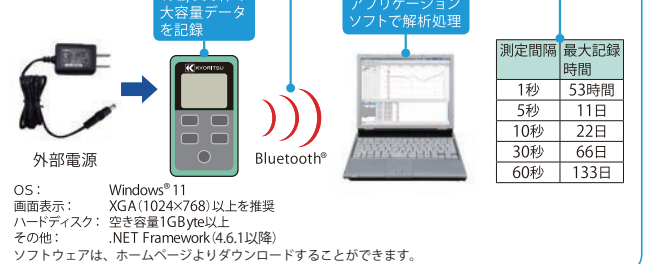 大容量データ
を記録
アプリケーション
ソフトで解析処理
KYORITSU
外部電源
Bluetooth®
測定間隔 最大記録時間
1秒 53時間
5秒 11日
10秒 22日
30秒 66日
60秒 133日
OS： Windows®11
画面表示： XGA（1024×768）以上を推奨
ハードディスク： 空き容量1GByte以上
その他： .NET Framework（4.6.1以降）
ソフトウェアは、ホームページよりダウンロードすることができます。